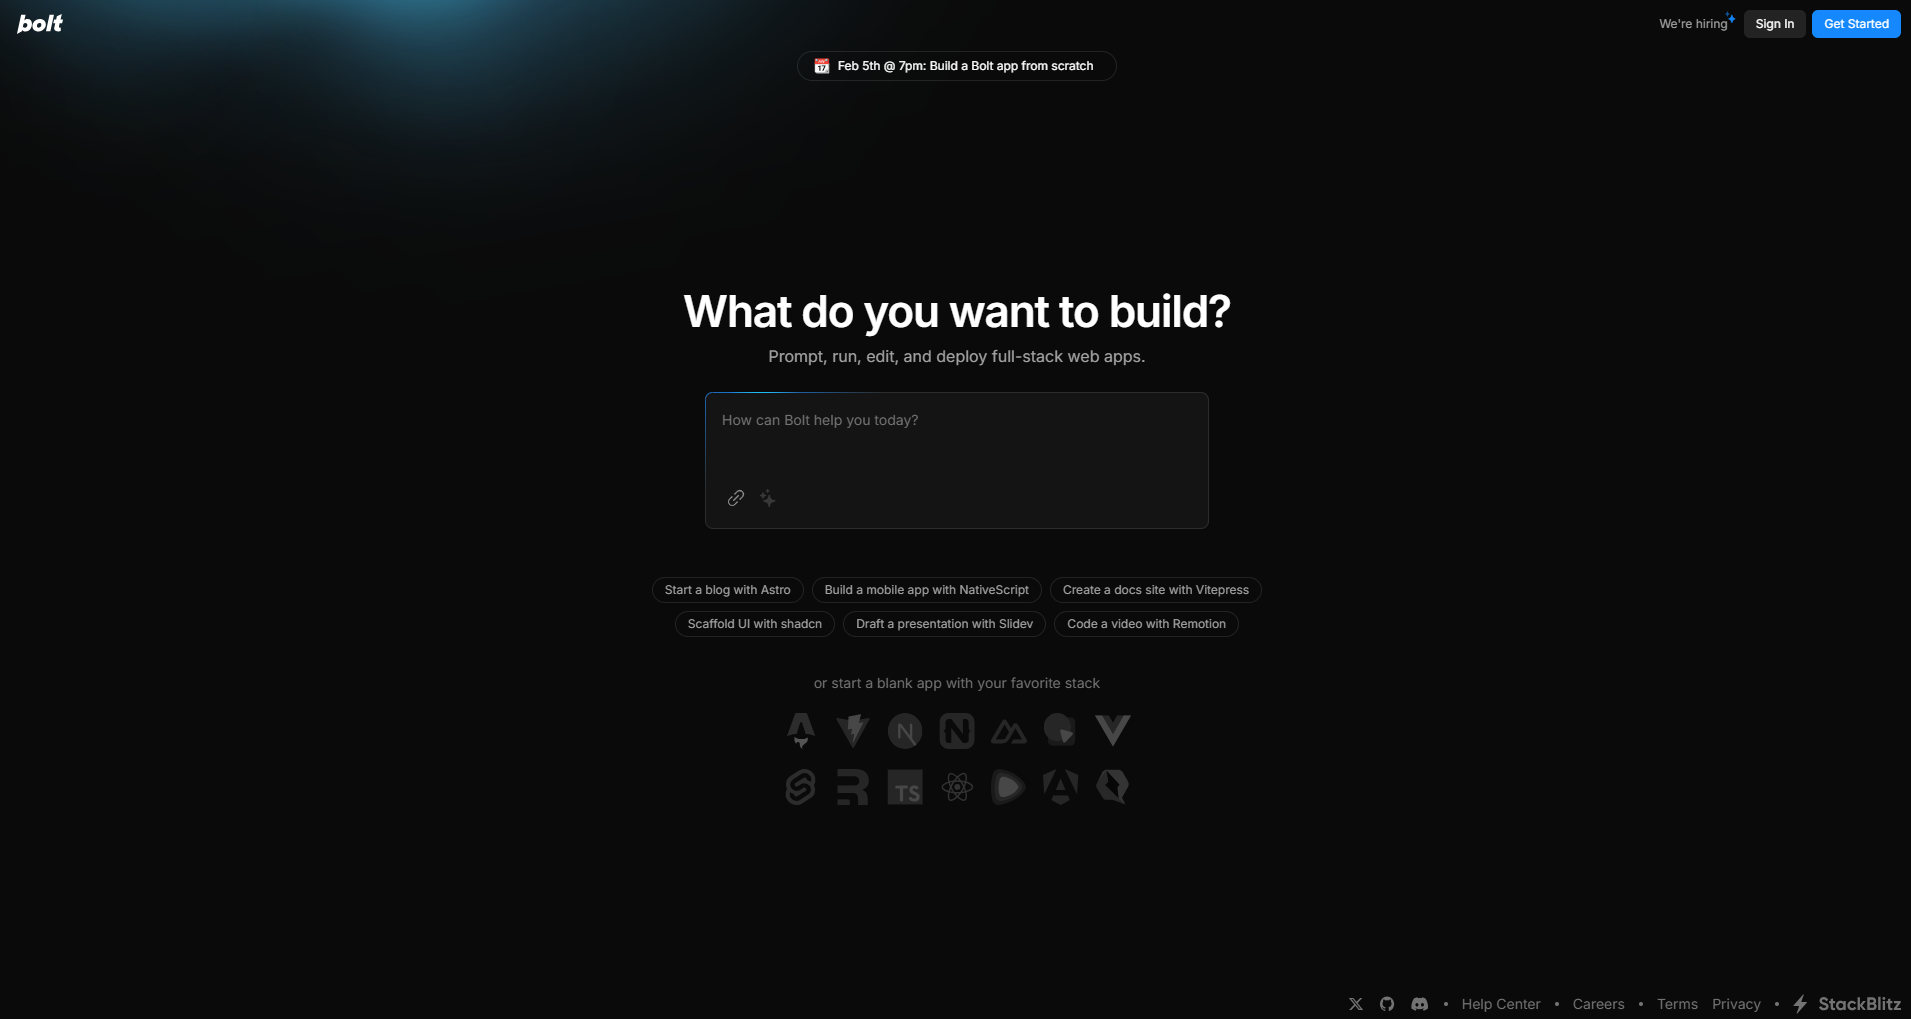 bolt
We're hiring
Sign In
Get Started
Feb 5th @ 7pm: Build a Bolt app from scratch
What do you want to build?
Prompt, run, edit, and deploy full-stack web apps.
How can Bolt help you today?
Start a blog with Astro
Build a mobile app with NativeScript
Create a docs site with Vitepress
Scaffold UI with shadcn
Draft a presentation with Slidev
Code a video with Remotion
or start a blank app with your favorite stack
N
N
TS
Help Center • Careers • Terms Privacy • StackBlitz